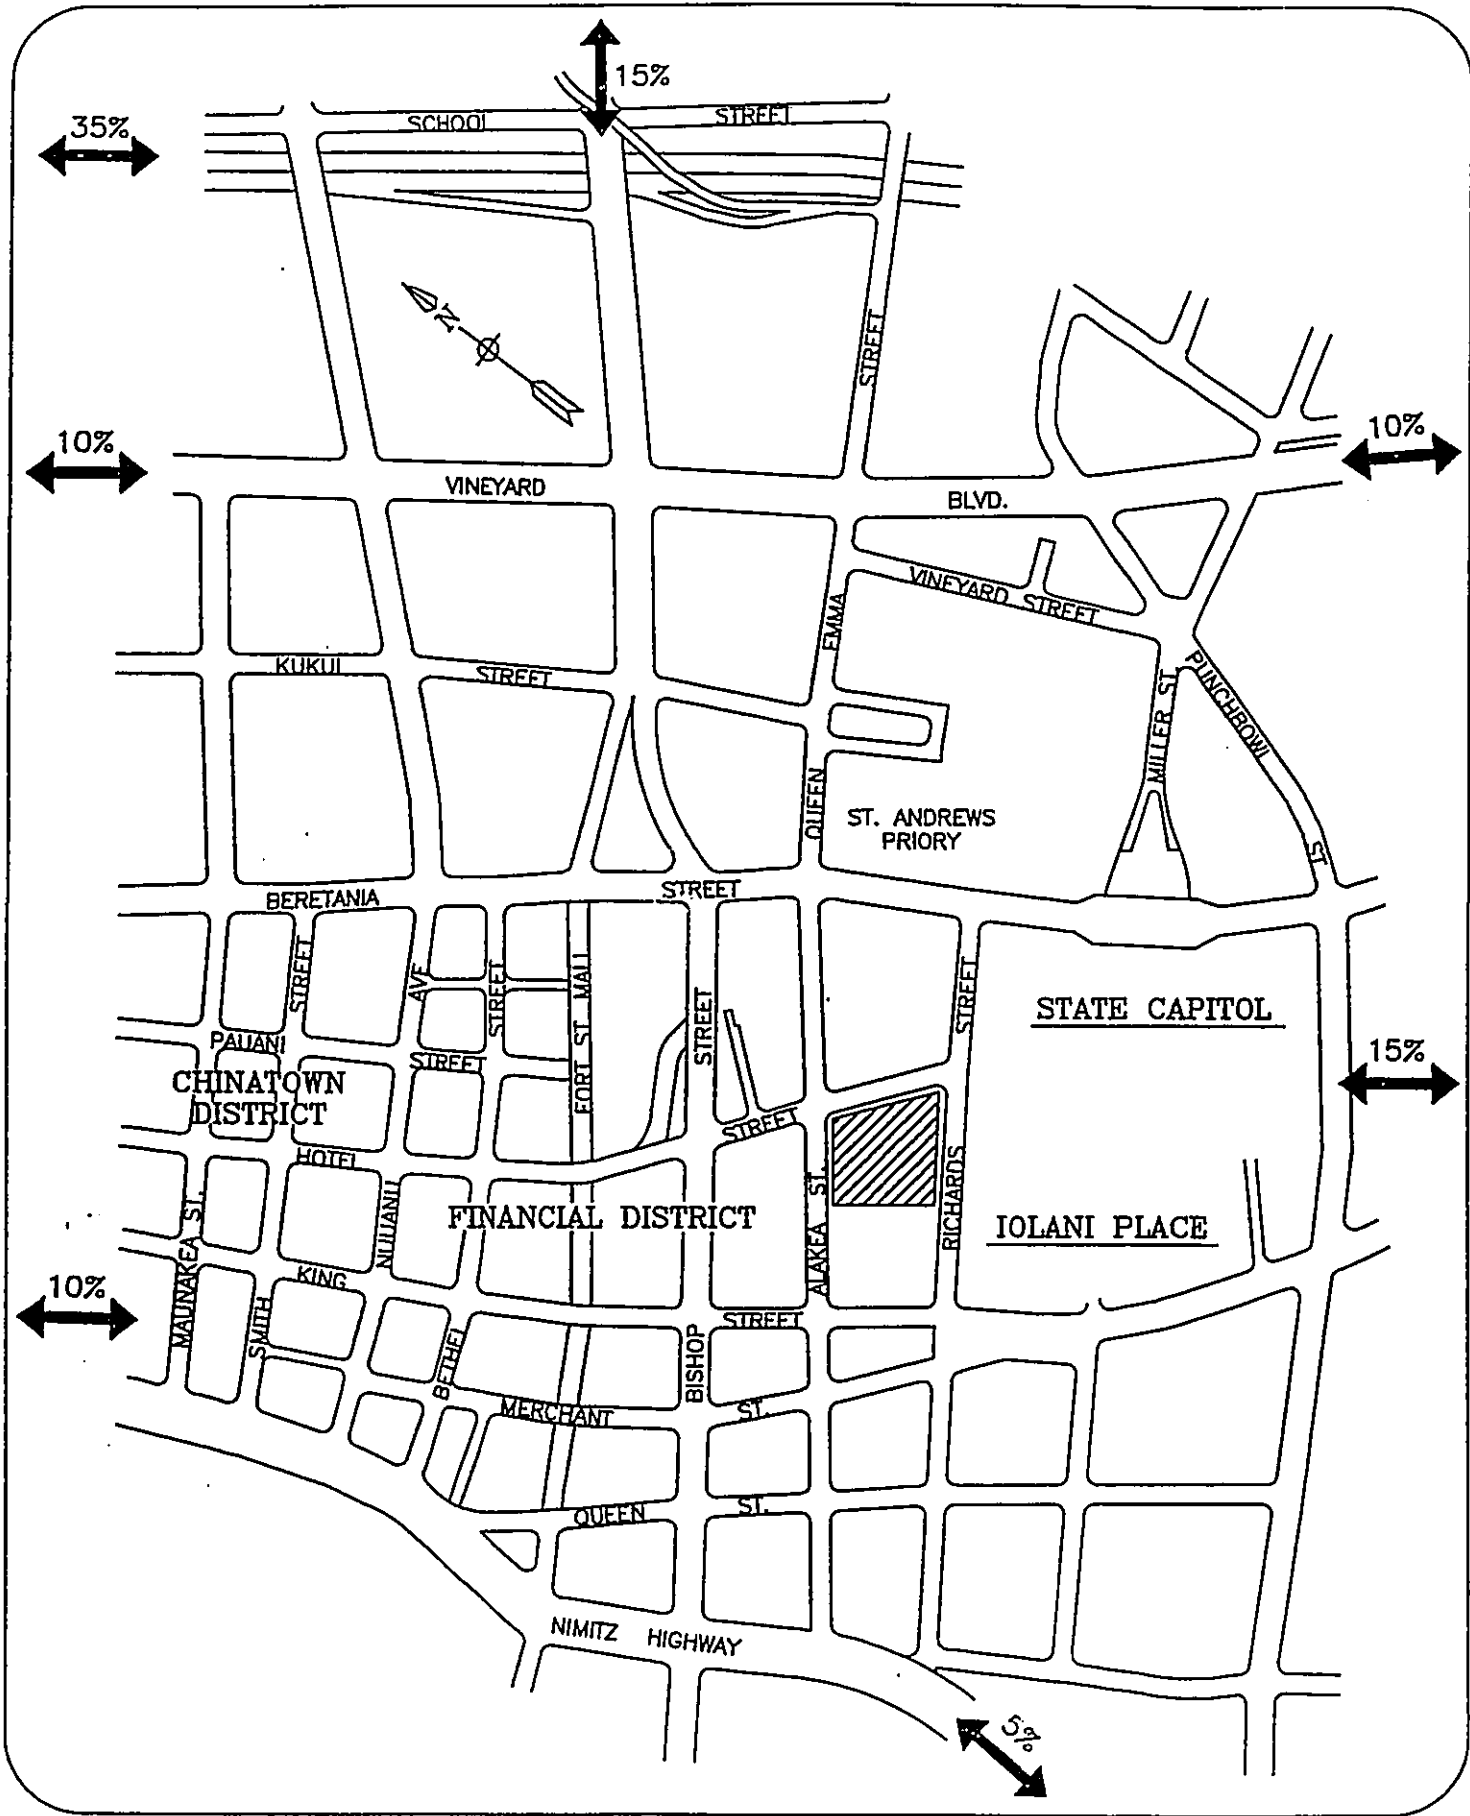 15%
35%
SCHOOL STREET
N
STREET
10%
10%
VINEYARD BLVD.
VINEYARD STREET
EMMA
KUKUI STREET
PUNCHBOWL ST
MILLER ST
QUEEN
ST. ANDREWS
PRIORY
BERETANIA STREET
STREET
AVE
STREET
FORT ST MALL
STREET
STREET
STATE CAPITOL
PAUAHI STREET
CHINATOWN
DISTRICT
15%
STREET
HOTEL
MAUNAKEA ST.
NUUANU
FINANCIAL DISTRICT
ALAKEA ST.
RICHARDS
IOLANI PLACE
10%
KING
SMITH
BETHEL
STREET
BISHOP
MERCHANT ST.
QUEEN ST.
NIMITZ HIGHWAY
5%